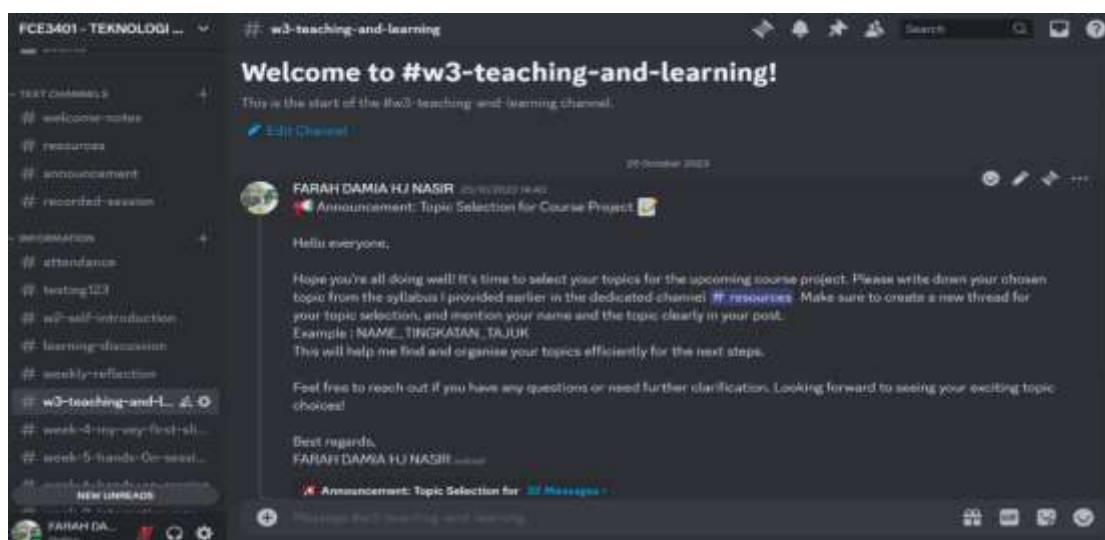 FCE3401 - TEKNOLOGI ...
TEXT CHANNELS
# welcome-notes
# resources
# announcement
# recorded-session
INFORMATION
# attendance
# testing123
# w2-self-introduction
# learning-discussion
# weekly-reflection
# w3-teaching-and-l...
# week-4-my-vey-first-sli...
# week-5-hands-On-sessi...
NEW UNREADS
FARAH DA...
# w3-teaching-and-learning
Search
Welcome to #w3-teaching-and-learning!
This is the start of the #w3-teaching-and-learning channel.
Edit Channel
October 2023
FARAH DAMIA HJ NASIR
Announcement: Topic Selection for Course Project
Hello everyone,
Hope you're all doing well! It's time to select your topics for the upcoming course project. Please write down your chosen
topic from the syllabus I provided earlier in the dedicated channel # resources Make sure to create a new thread for
your topic selection, and mention your name and the topic clearly in your post.
Example : NAME_TINGKATAN_TAJUK
This will help me find and organise your topics efficiently for the next steps.
Feel free to reach out if you have any questions or need further clarification. Looking forward to seeing your exciting topic
choices!
Best regards,
FARAH DAMIA HJ NASIR
Announcement: Topic Selection for Messages ›
Message #w3-teaching-and-learning